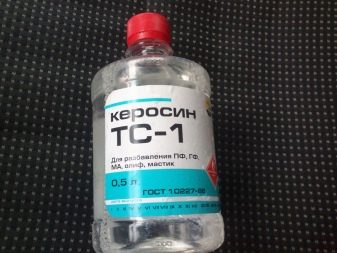 керосин
ТС-1
Для разбавления ПФ, ГФ,
МА, олиф, мастик
0,5 л
ГОСТ 10227-86